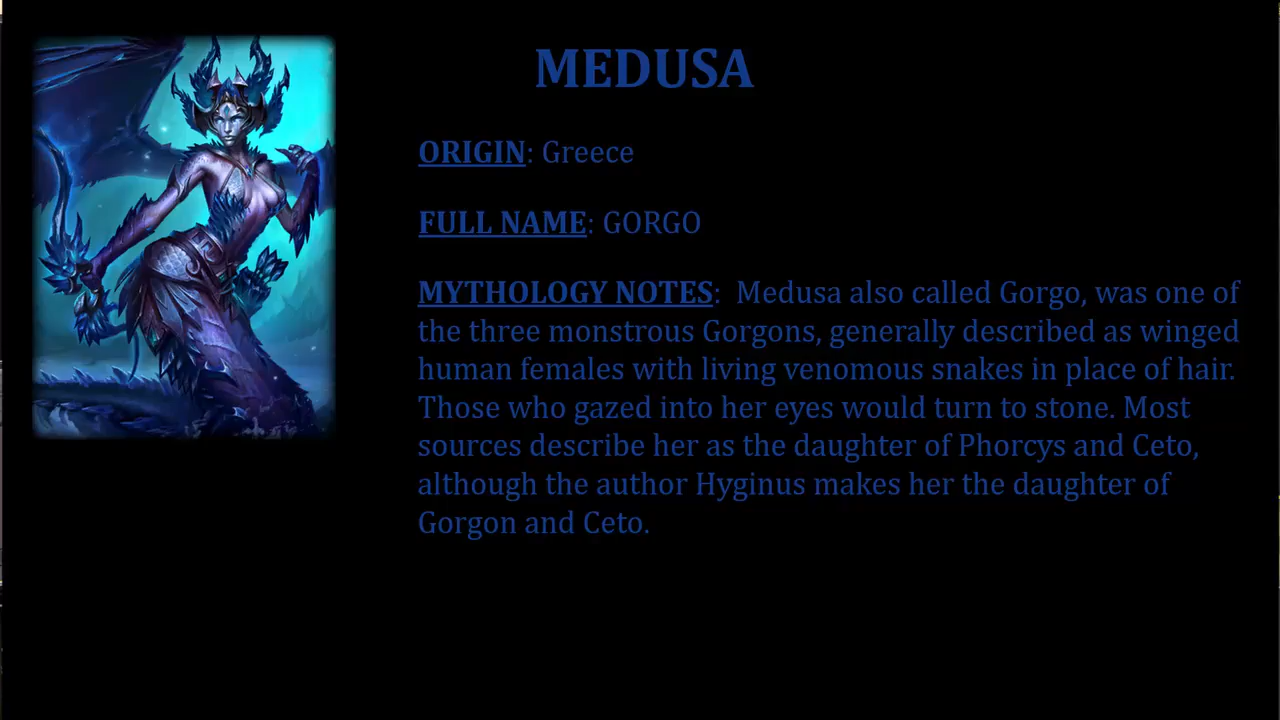 MEDUSA
ORIGIN: Greece
FULL NAME: GORGO
MYTHOLOGY NOTES:  Medusa also called Gorgo, was one of
the three monstrous Gorgons, generally described as winged
human females with living venomous snakes in place of hair.
Those who gazed into her eyes would turn to stone. Most
sources describe her as the daughter of Phorcys and Ceto,
although the author Hyginus makes her the daughter of
Gorgon and Ceto.